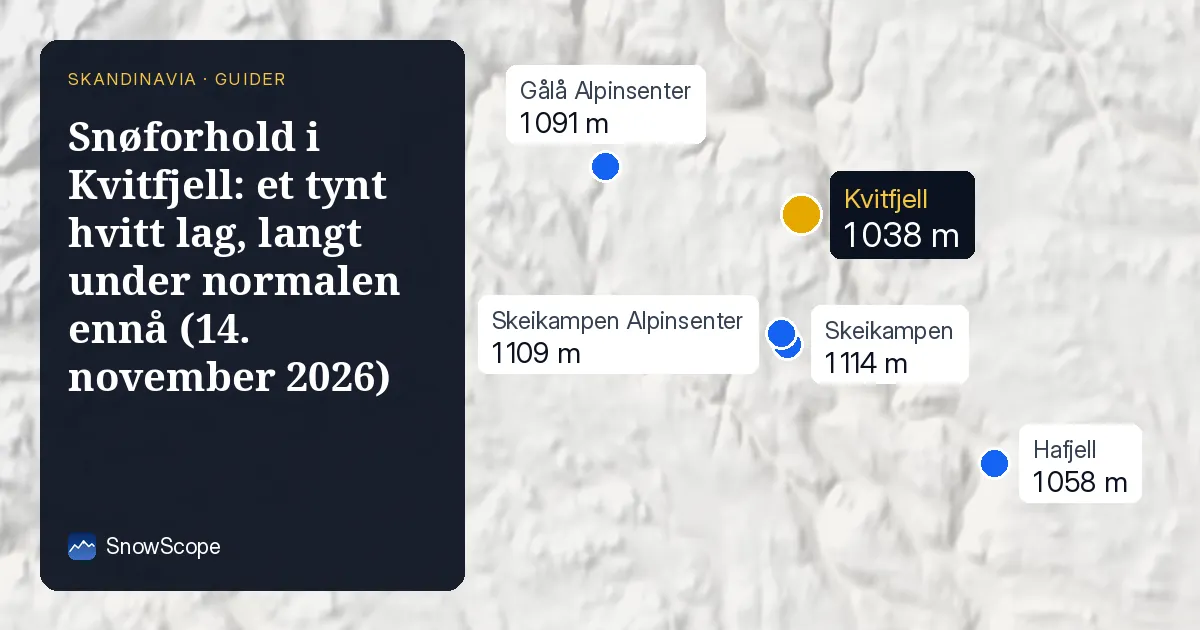 SKANDINAVIA · GUIDER
Snøforhold i
Kvitfjell: et tynt
hvitt lag, langt
under normalen
ennå (14.
november 2026)
SnowScope
Gålå Alpinsenter
1091 m
Kvitfjell
1038 m
Skeikampen Alpinsenter
1109 m
Skeikampen
1114 m
Hafjell
1058 m